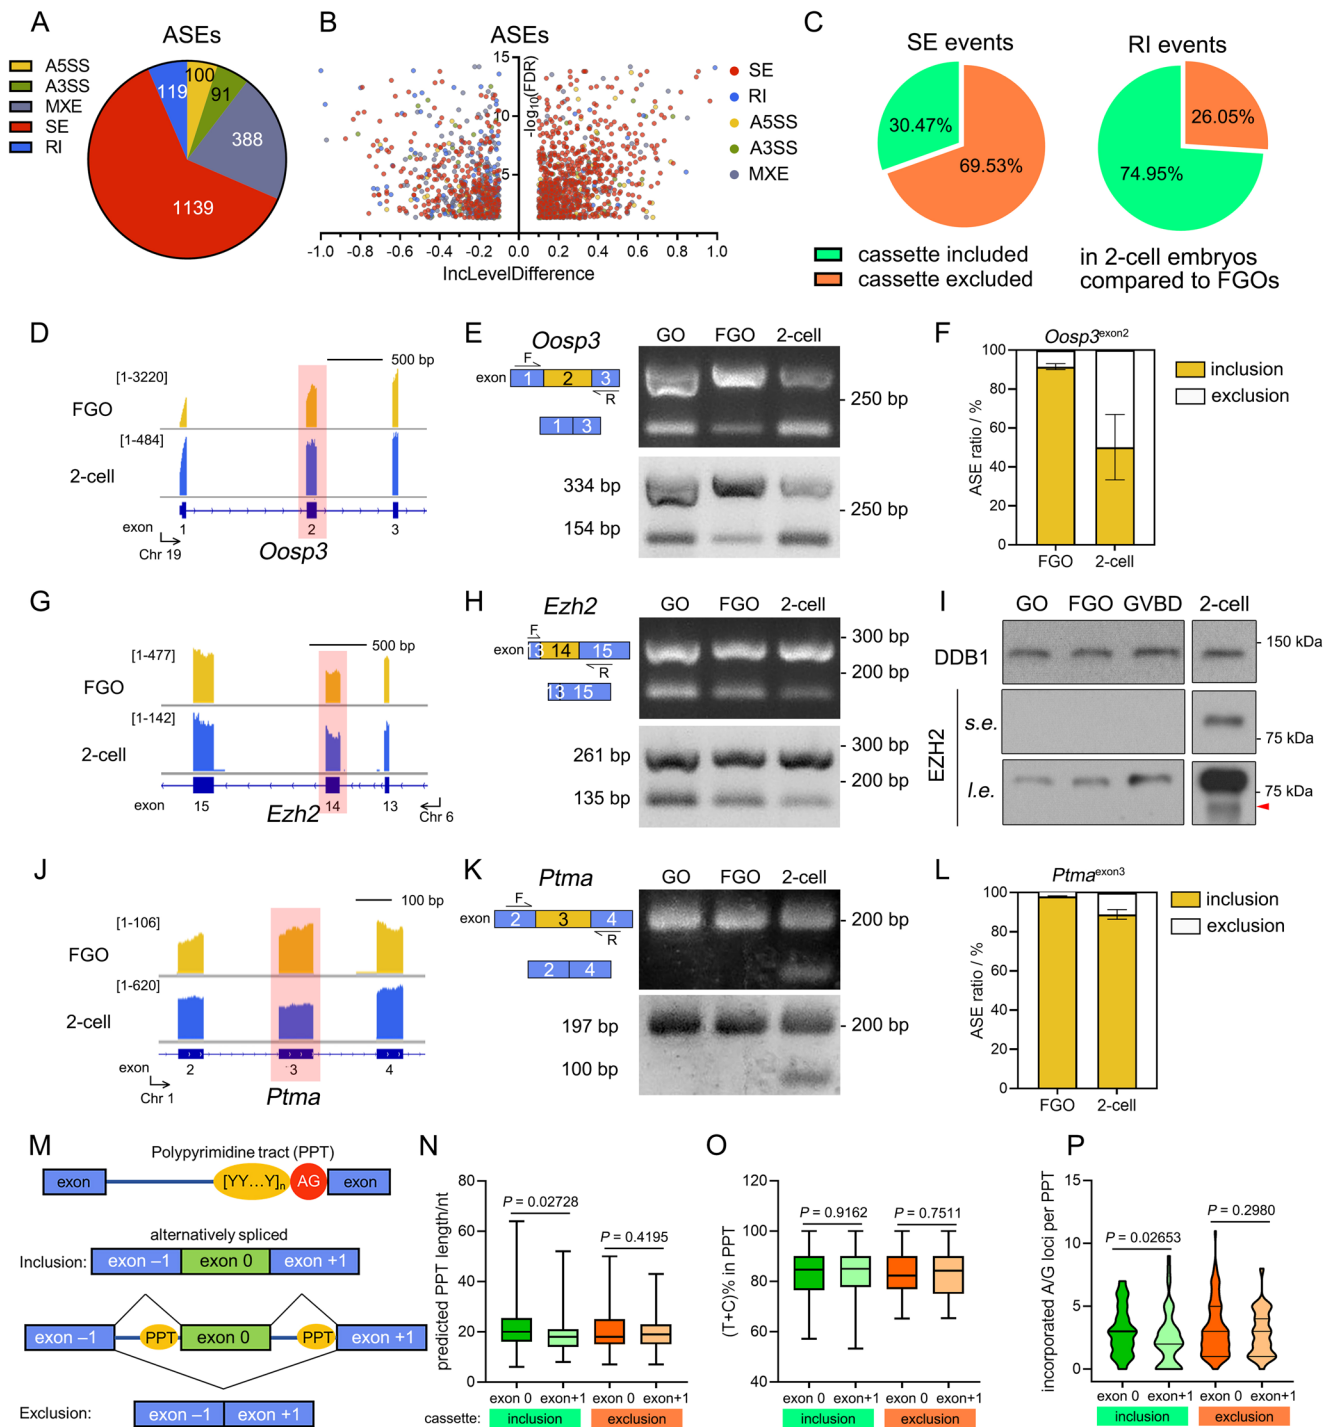 A
ASEs
A5SS
A3SS
MXE
SE
RI
100
119
91
388
1139
B
ASEs
15
10
5
-log10(FDR)
-1.0 -0.8 -0.6 -0.4 -0.2 0.0 0.2 0.4 0.6 0.8 1.0
IncLevelDifference
SE
RI
A5SS
A3SS
MXE
C
SE events
RI events
30.47%
69.53%
26.05%
74.95%
cassette included
cassette excluded
in 2-cell embryos
compared to FGOs
D
500 bp
[1-3220]
FGO
[1-484]
2-cell
exon 1 2 3
Chr 19
Oosp3
E
Oosp3
GO FGO 2-cell
F
exon 1 2 3
R
1 3
250 bp
334 bp
250 bp
154 bp
F
Oosp3exon2
100
80
60
40
20
0
ASE ratio / %
FGO 2-cell
inclusion
exclusion
G
500 bp
[1-477]
FGO
[1-142]
2-cell
exon 15 14 13
Chr 6
Ezh2
H
Ezh2
GO FGO 2-cell
F
exon 13 14 15
R
13 15
300 bp
200 bp
261 bp
300 bp
200 bp
135 bp
I
GO FGO GVBD 2-cell
DDB1
150 kDa
EZH2
s.e.
75 kDa
l.e.
75 kDa
J
100 bp
[1-106]
FGO
[1-620]
2-cell
exon 2 3 4
Chr 1
Ptma
K
Ptma
GO FGO 2-cell
F
exon 2 3 4
R
2 4
200 bp
197 bp
200 bp
100 bp
L
Ptmaexon3
100
80
60
40
20
0
ASE ratio / %
FGO 2-cell
inclusion
exclusion
M
Polypyrimidine tract (PPT)
exon [YY...Y]n AG exon
alternatively spliced
Inclusion: exon –1 exon 0 exon +1
exon –1 PPT exon 0 PPT exon +1
Exclusion: exon –1 exon +1
N
predicted PPT length/nt
80
60
40
20
0
P = 0.02728
P = 0.4195
exon 0 exon+1 exon 0 exon+1
cassette: inclusion exclusion
O
(T+C)% in PPT
120
100
80
60
40
P = 0.9162
P = 0.7511
exon 0 exon+1 exon 0 exon+1
inclusion exclusion
P
incorporated A/G loci per PPT
15
10
5
0
P = 0.02653
P = 0.2980
exon 0 exon+1 exon 0 exon+1
inclusion exclusion